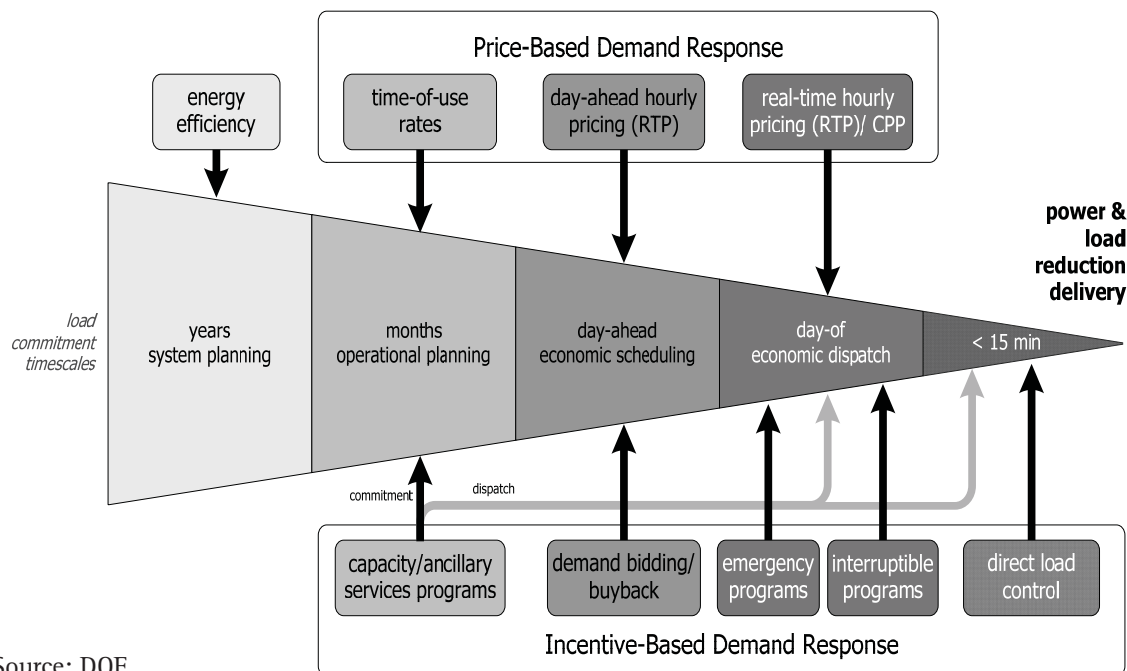 Price-Based Demand Response
energy
efficiency
time-of-use
rates
day-ahead hourly
pricing (RTP)
real-time hourly
pricing (RTP)/ CPP
power &
load
reduction
delivery
load
commitment
timescales
years
system planning
months
operational planning
day-ahead
economic scheduling
day-of
economic dispatch
< 15 min
commitment
dispatch
capacity/ancillary
services programs
demand bidding/
buyback
emergency
programs
interruptible
programs
direct load
control
Incentive-Based Demand Response
Source: DOE